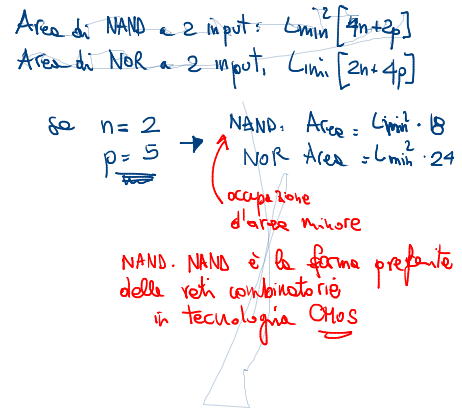 Area di NAND a 2 input: Lmin² [4n+2p]
Area di NOR a 2 input, Lmin [2n+4p]
se n=2 → NAND: Area = Lmin² · 18
p=5 NOR Area = Lmin² · 24
occupazione
d'area minore
NAND. NAND è la forma preferite
delle reti combinatorie
in tecnologia CMOS